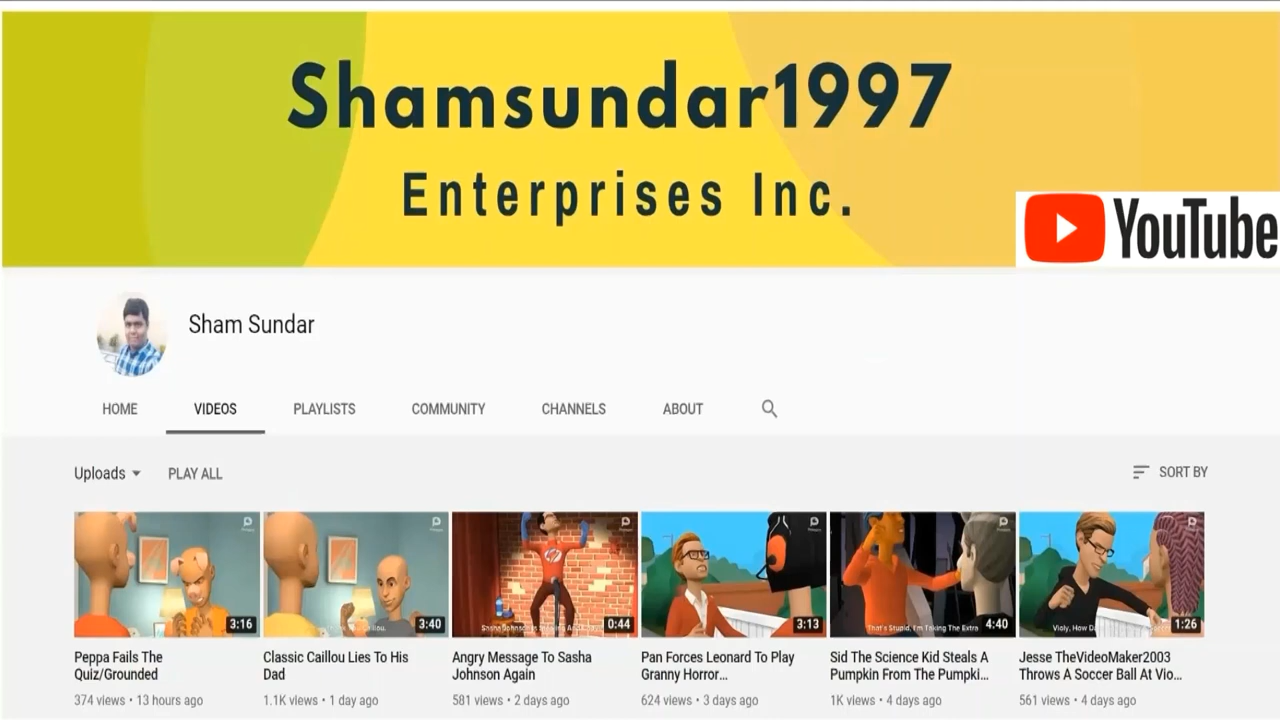 Shamsundar1997
Enterprises Inc.
YouTube
Sham Sundar
HOME VIDEOS PLAYLISTS COMMUNITY CHANNELS ABOUT
Uploads PLAY ALL SORT BY
3:16 3:40 0:44 3:13 4:40 1:26
That's Stupid, I'm Taking The Extra
Peppa Fails The
Quiz/Grounded
374 views • 13 hours ago
Classic Caillou Lies To His
Dad
1.1K views • 1 day ago
Angry Message To Sasha
Johnson Again
581 views • 2 days ago
Pan Forces Leonard To Play
Granny Horror...
624 views • 3 days ago
Sid The Science Kid Steals A
Pumpkin From The Pumpki...
1K views • 4 days ago
Jesse TheVideoMaker2003
Throws A Soccer Ball At Vio...
561 views • 4 days ago